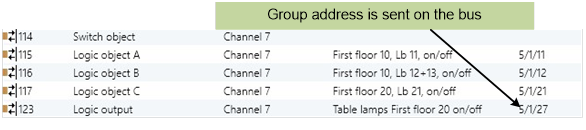 Group address is sent on the bus
114 Switch object Channel 7
115 Logic object A Channel 7 First floor 10, Lb 11, on/off 5/1/11
116 Logic object B Channel 7 First floor 10, Lb 12+13, on/off 5/1/12
117 Logic object C Channel 7 First floor 20, Lb 21, on/off 5/1/21
123 Logic output Channel 7 Table lamps First floor 20 on/off 5/1/27